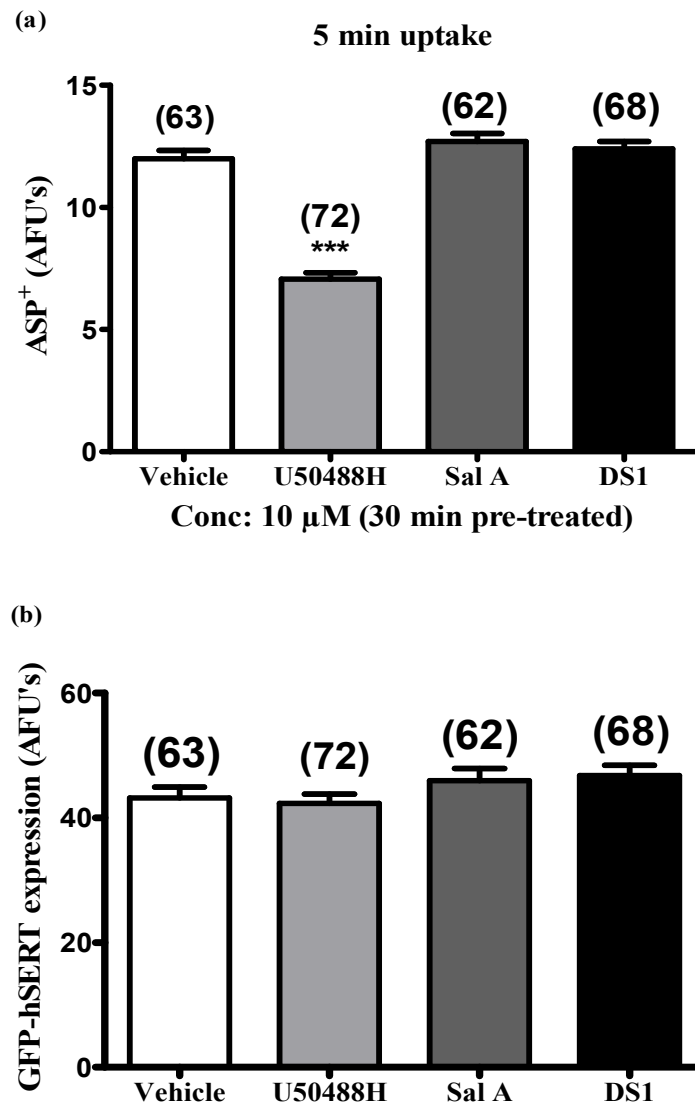 (a)
5 min uptake
ASP+ (AFU's)
15
10
5
0
(63)
(72)
***
(62)
(68)
Vehicle U50488H Sal A DS1
Conc: 10 µM (30 min pre-treated)
(b)
GFP-hSERT expression (AFU's)
60
40
20
0
(63)
(72)
(62)
(68)
Vehicle U50488H Sal A DS1